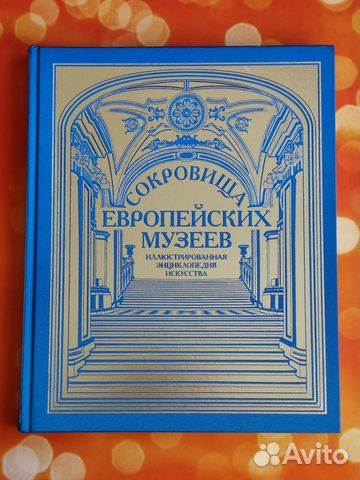 СОКРОВИЩА
ЕВРОПЕЙСКИХ
МУЗЕЕВ
ИЛЛЮСТРИРОВАННАЯ
ЭНЦИКЛОПЕДИЯ
ИСКУССТВА
Avito